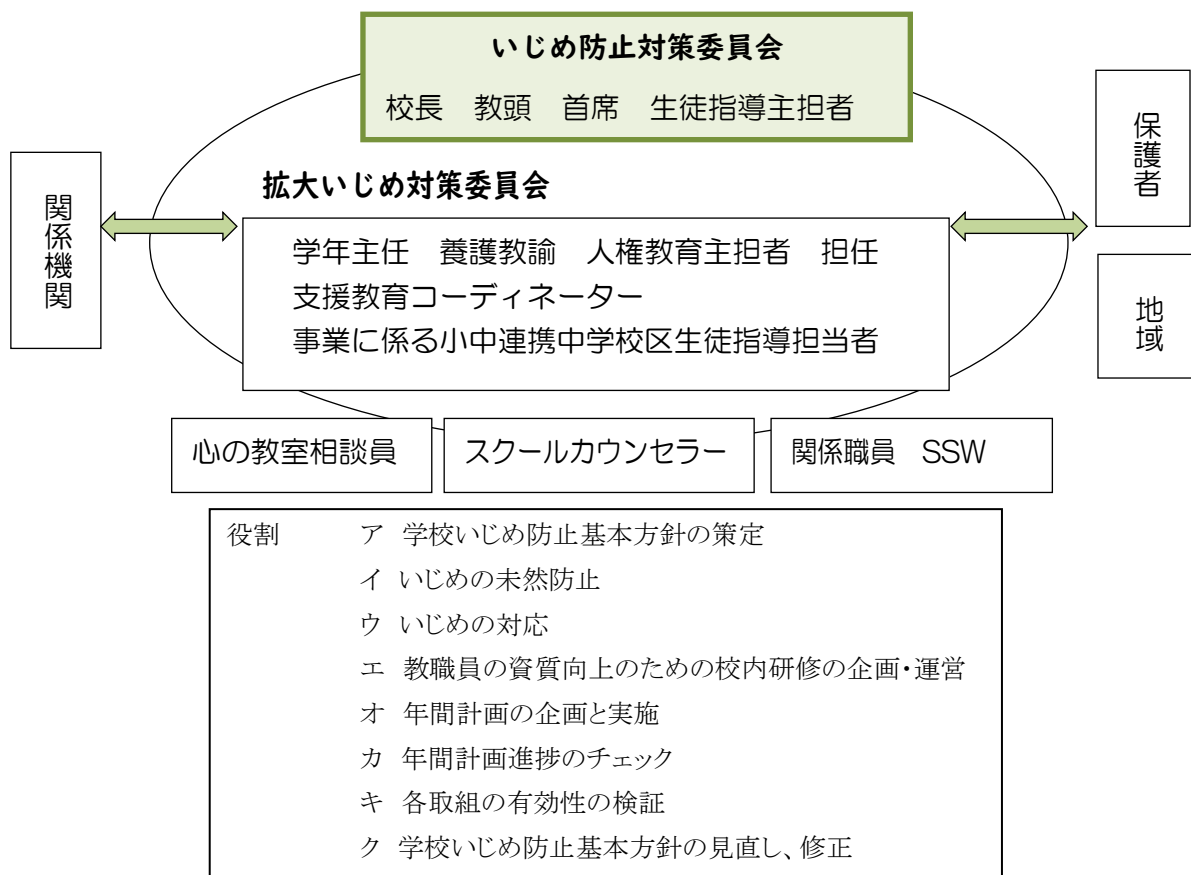 いじめ防止対策委員会
校長　教頭　首席　生徒指導主担者
保護者
関係機関
拡大いじめ対策委員会
学年主任　養護教諭　人権教育主担者　担任
支援教育コーディネーター
事業に係る小中連携中学校区生徒指導担当者
地域
心の教室相談員
スクールカウンセラー
関係職員　SSW
役割　ア 学校いじめ防止基本方針の策定
イ いじめの未然防止
ウ いじめの対応
エ 教職員の資質向上のための校内研修の企画・運営
オ 年間計画の企画と実施
カ 年間計画進捗のチェック
キ 各取組の有効性の検証
ク 学校いじめ防止基本方針の見直し、修正